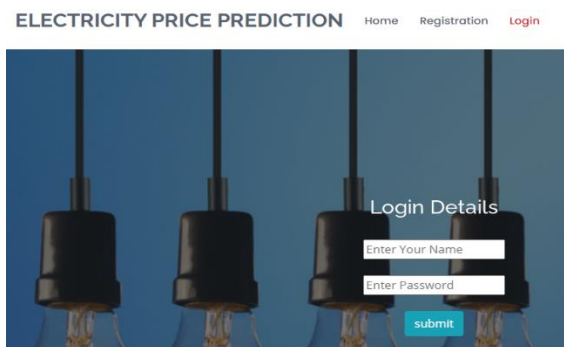 ELECTRICITY PRICE PREDICTION Home Registration Login
Login Details
Enter Your Name
Enter Password
submit